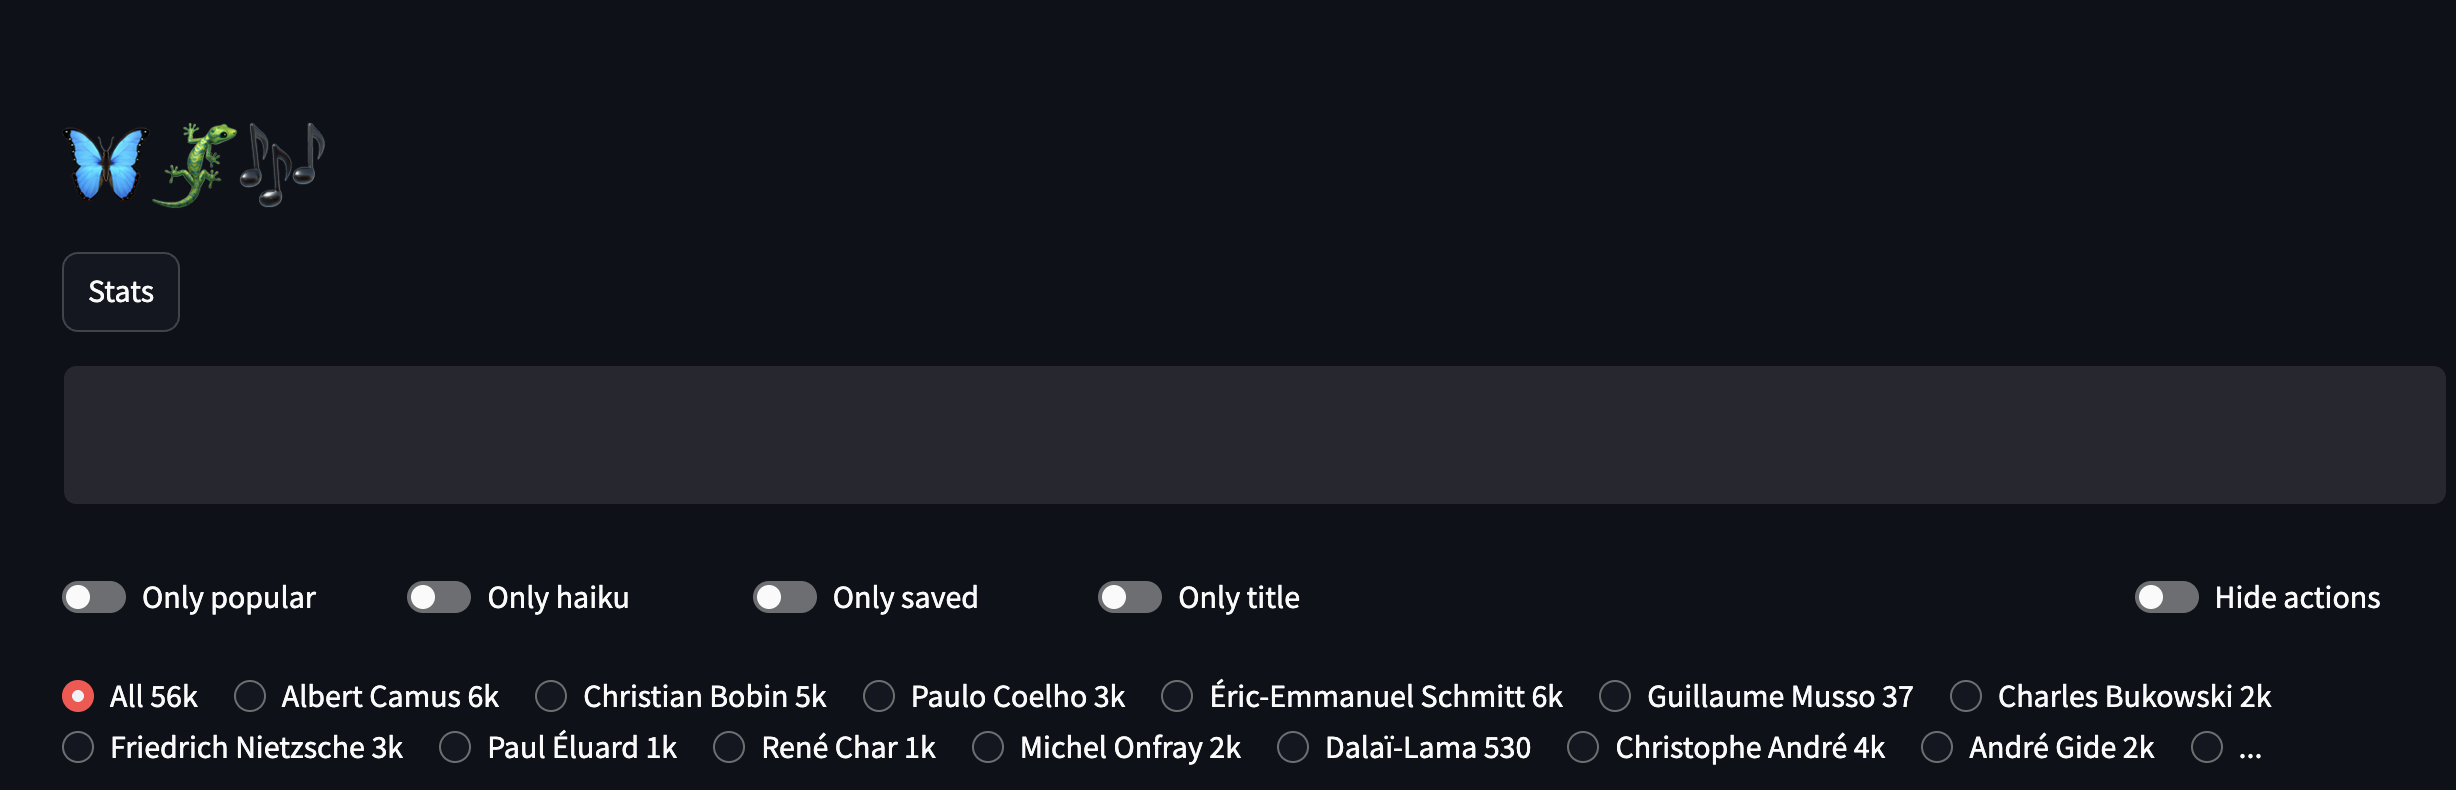 Stats
Only popular Only haiku Only saved Only title Hide actions
All 56k Albert Camus 6k Christian Bobin 5k Paulo Coelho 3k Éric-Emmanuel Schmitt 6k Guillaume Musso 37 Charles Bukowski 2k
Friedrich Nietzsche 3k Paul Éluard 1k René Char 1k Michel Onfray 2k Dalaï-Lama 530 Christophe André 4k André Gide 2k ...